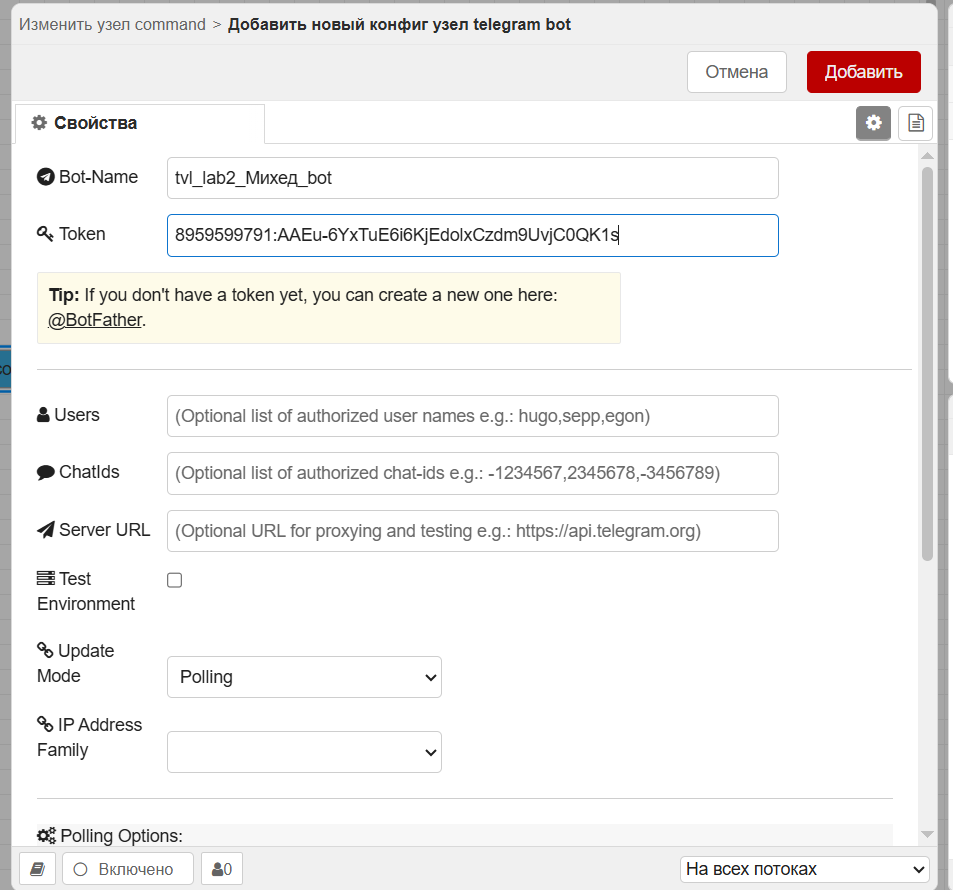 Изменить узел command > Добавить новый конфиг узел telegram bot
Отмена
Добавить
Свойства
Bot-Name
tvl_lab2_Михед_bot
Token
8959599791:AAEu-6YxTuE6i6KjEdolxCzdm9UvjC0QK1s
Tip: If you don't have a token yet, you can create a new one here:
@BotFather.
co
Users
(Optional list of authorized user names e.g.: hugo,sepp,egon)
ChatIds
(Optional list of authorized chat-ids e.g.: -1234567,2345678,-3456789)
Server URL
(Optional URL for proxying and testing e.g.: https://api.telegram.org)
Test
Environment
Update
Mode
Polling
IP Address
Family
Polling Options:
Включено
0
На всех потоках